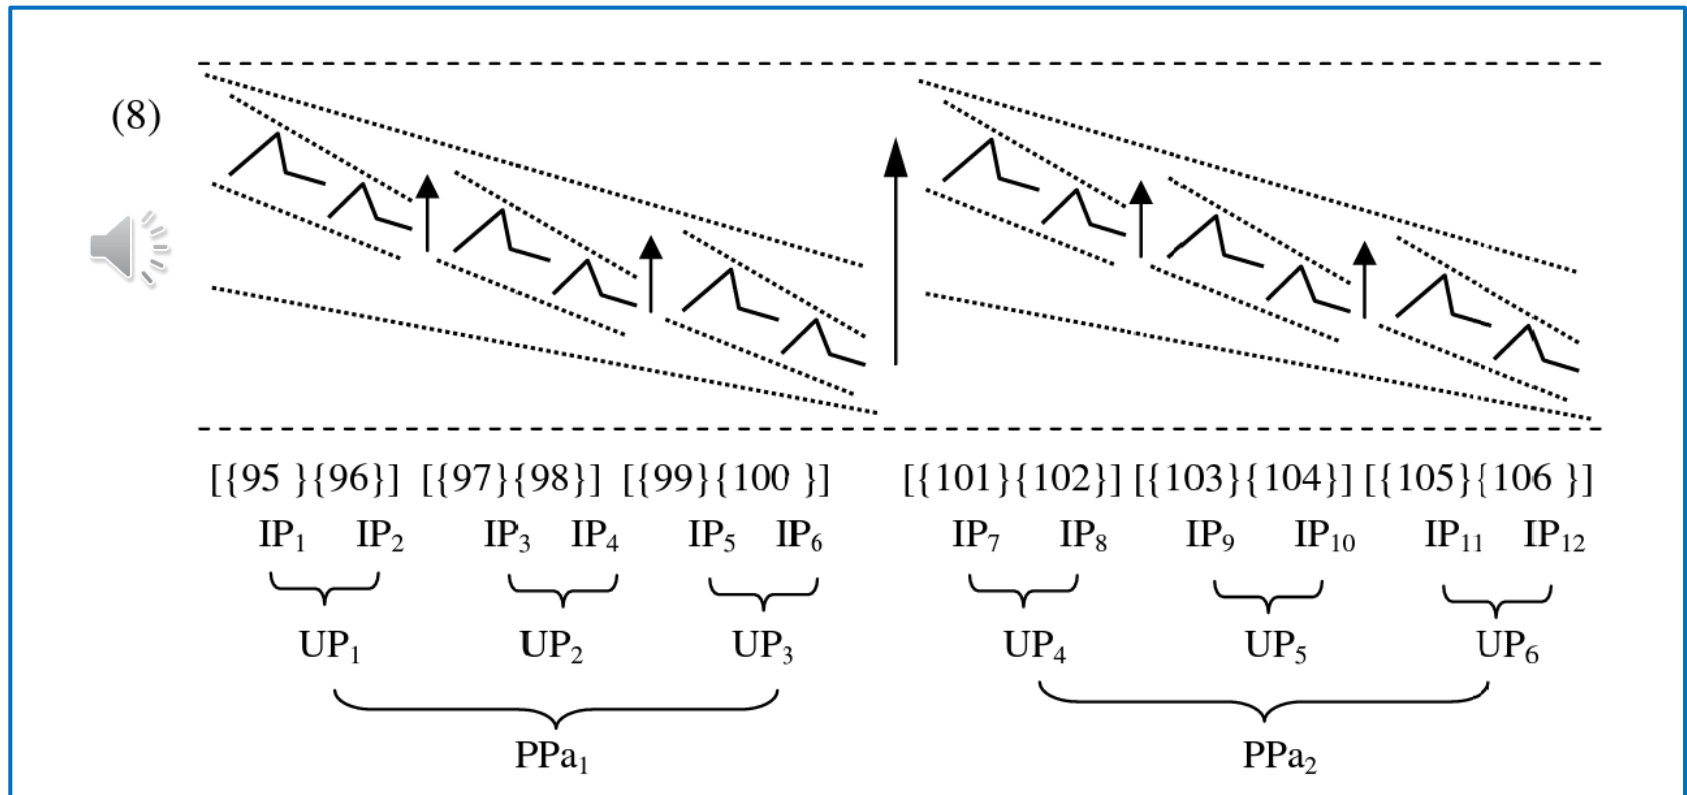 (8)
[{95 }{96}] [{97}{98}] [{99}{100 }] [{101}{102}] [{103}{104}] [{105}{106 }]
IP₁ IP₂ IP₃ IP₄ IP₅ IP₆ IP₇ IP₈ IP₉ IP₁₀ IP₁₁ IP₁₂
UP₁ UP₂ UP₃ UP₄ UP₅ UP₆
PPa₁ PPa₂